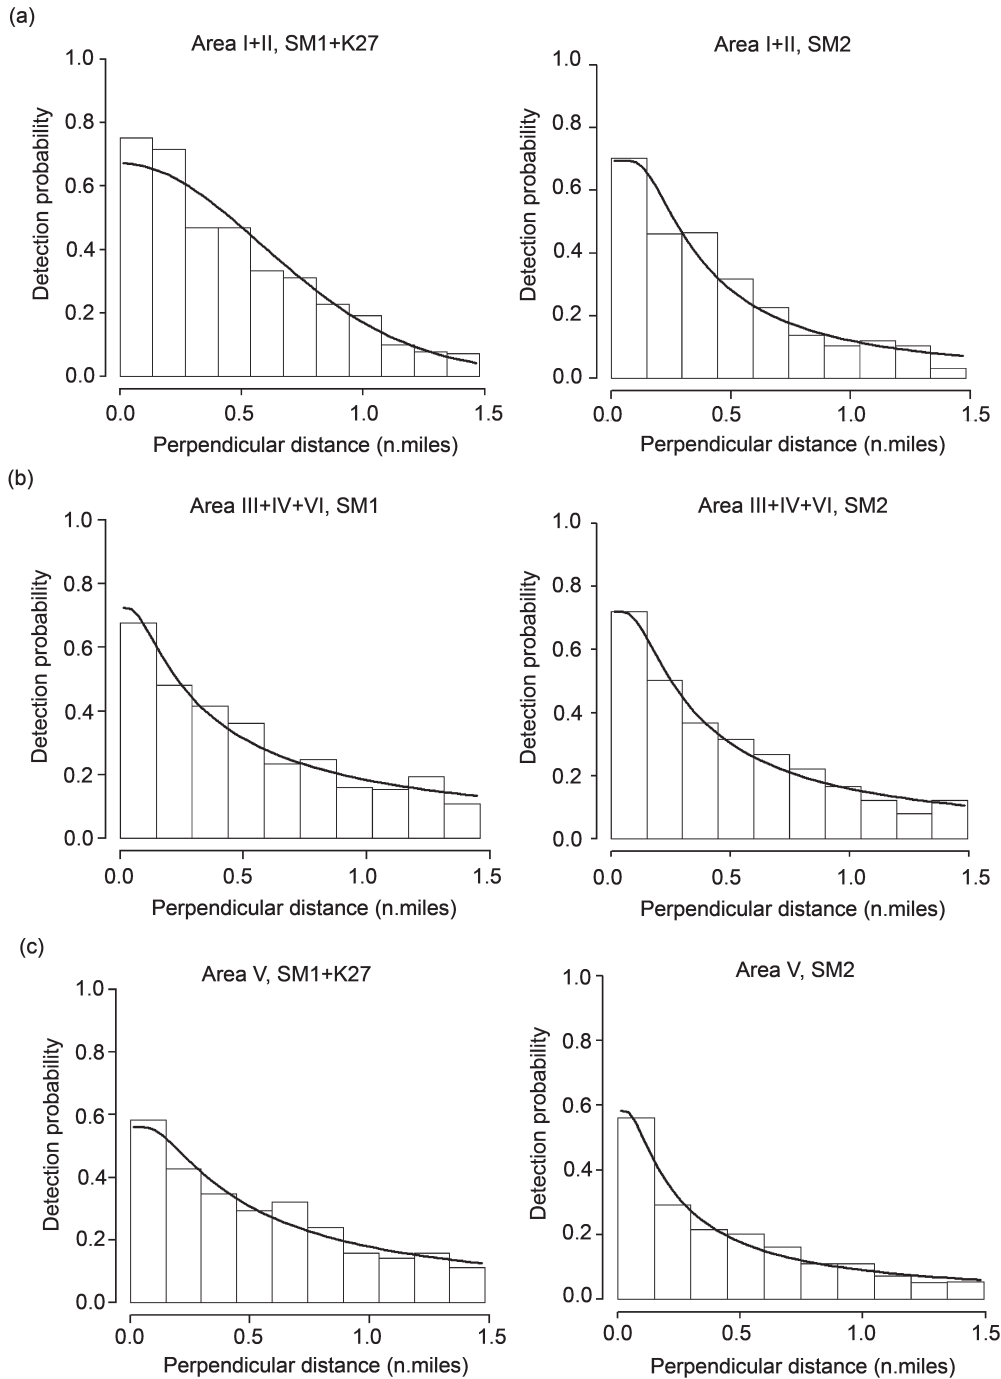 (a)
Area I+II, SM1+K27
Detection probability
1.0
0.8
0.6
0.4
0.2
0.0
0.0 0.5 1.0 1.5
Perpendicular distance (n.miles)
Area I+II, SM2
Detection probability
1.0
0.8
0.6
0.4
0.2
0.0
0.0 0.5 1.0 1.5
Perpendicular distance (n.miles)
(b)
Area III+IV+VI, SM1
Detection probability
1.0
0.8
0.6
0.4
0.2
0.0
0.0 0.5 1.0 1.5
Perpendicular distance (n.miles)
Area III+IV+VI, SM2
Detection probability
1.0
0.8
0.6
0.4
0.2
0.0
0.0 0.5 1.0 1.5
Perpendicular distance (n.miles)
(c)
Area V, SM1+K27
Detection probability
1.0
0.8
0.6
0.4
0.2
0.0
0.0 0.5 1.0 1.5
Perpendicular distance (n.miles)
Area V, SM2
Detection probability
1.0
0.8
0.6
0.4
0.2
0.0
0.0 0.5 1.0 1.5
Perpendicular distance (n.miles)